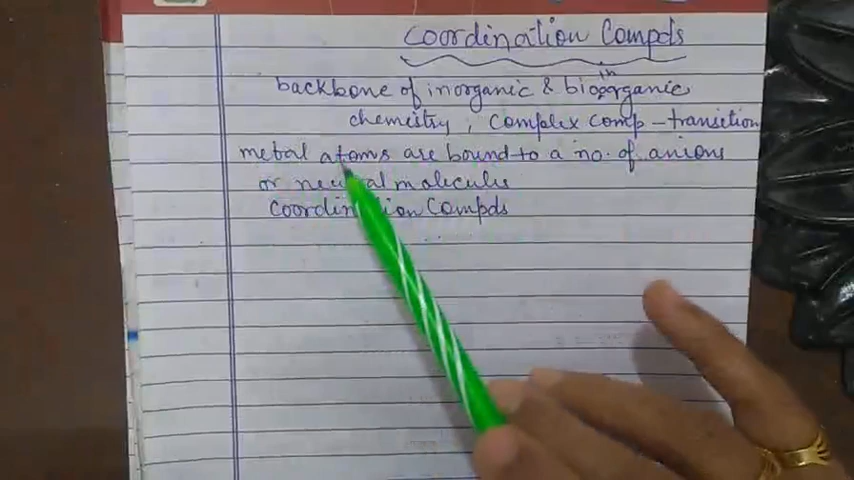 Coordination Compds
backbone of inorganic & bioinorganic
chemistry, Complex comp - transition
metal atoms are bound to a no. of anions
or neutral molecules
Coordination Compds